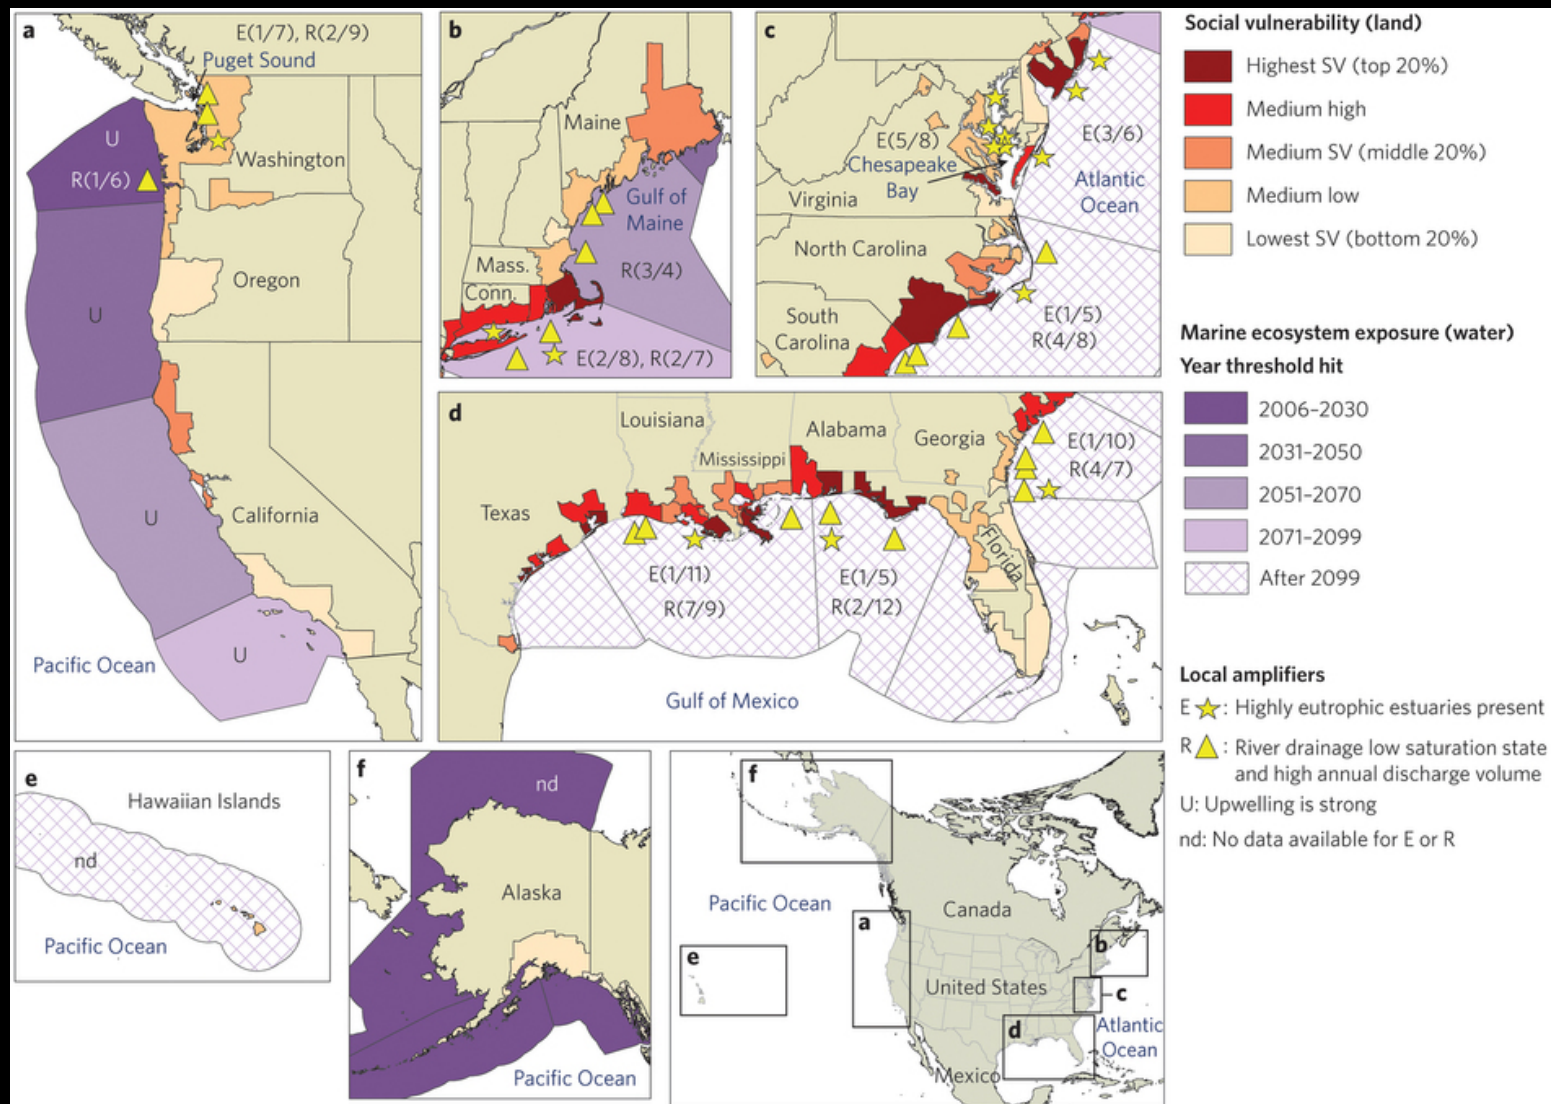 a
E(1/7), R(2/9)
Puget Sound
U
R(1/6)
Washington
U
Oregon
U
California
U
Pacific Ocean
b
Maine
Gulf of
Maine
Mass.
R(3/4)
Conn.
E(2/8), R(2/7)
c
E(3/6)
E(5/8)
Chesapeake
Bay
Atlantic
Ocean
Virginia
North Carolina
South
Carolina
E(1/5)
R(4/8)
d
Louisiana
Alabama
Georgia
Mississippi
Texas
E(1/10)
R(4/7)
Florida
E(1/11)
R(7/9)
E(1/5)
R(2/12)
Gulf of Mexico
e
Hawaiian Islands
nd
Pacific Ocean
f
nd
Alaska
Pacific Ocean
f
Pacific Ocean
Canada
a
b
e
United States
c
d
Atlantic
Ocean
Mexico
Social vulnerability (land)
Highest SV (top 20%)
Medium high
Medium SV (middle 20%)
Medium low
Lowest SV (bottom 20%)
Marine ecosystem exposure (water)
Year threshold hit
2006–2030
2031–2050
2051–2070
2071–2099
After 2099
Local amplifiers
E : Highly eutrophic estuaries present
R : River drainage low saturation state
and high annual discharge volume
U: Upwelling is strong
nd: No data available for E or R